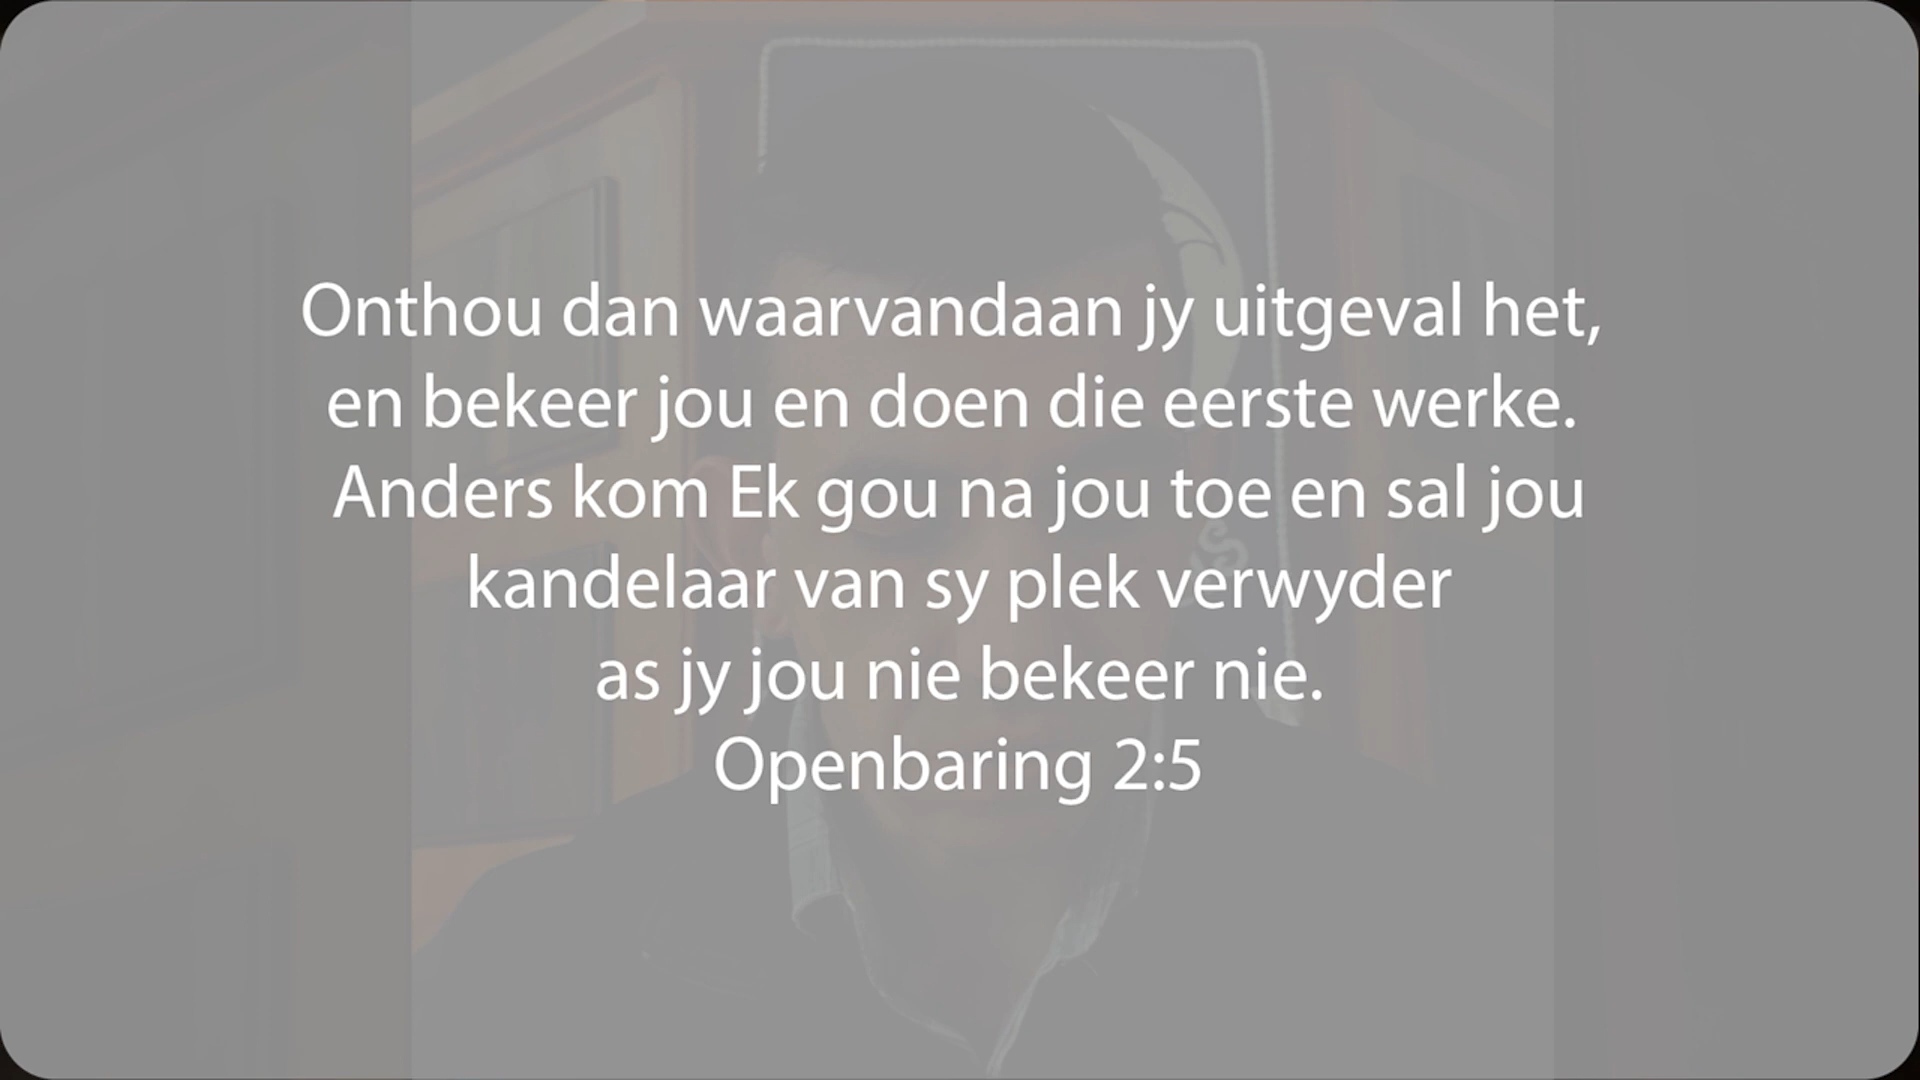 Onthou dan waarvandaan jy uitgeval het,
en bekeer jou en doen die eerste werke.
Anders kom Ek gou na jou toe en sal jou
kandelaar van sy plek verwyder
as jy jou nie bekeer nie.
Openbaring 2:5